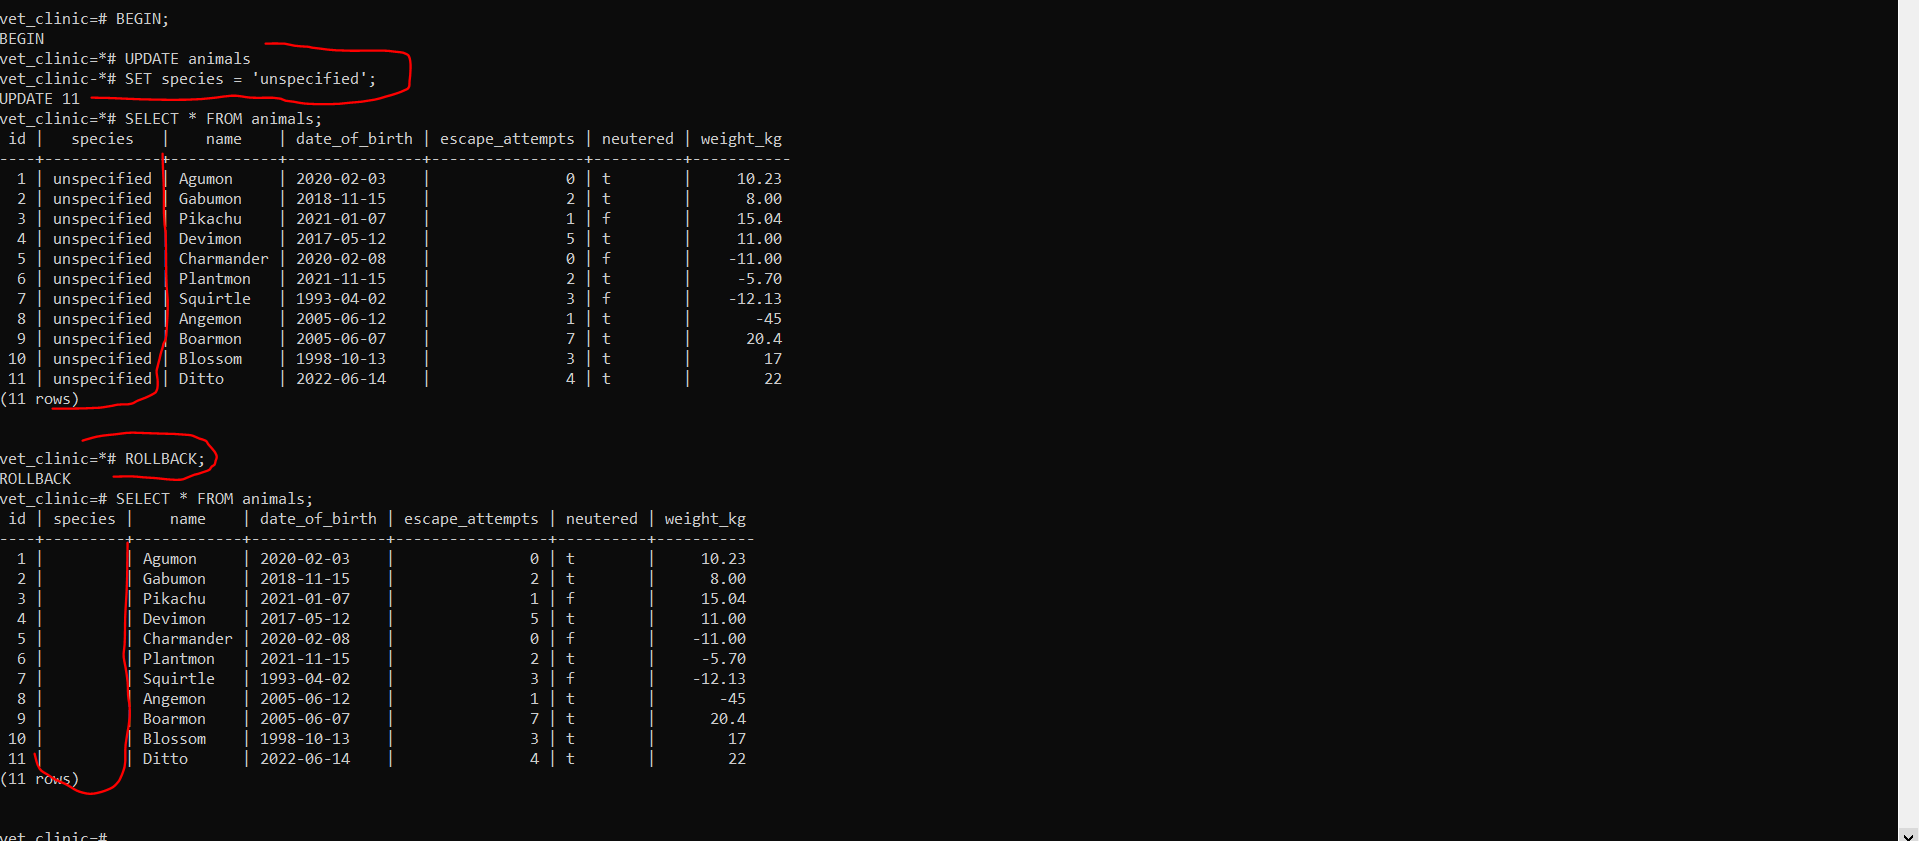 vet_clinic=# BEGIN;
BEGIN
vet_clinic=*# UPDATE animals
vet_clinic-*# SET species = 'unspecified';
UPDATE 11
vet_clinic=*# SELECT * FROM animals;
 id |   species   |    name    | date_of_birth | escape_attempts | neutered | weight_kg
----+-------------+------------+---------------+-----------------+----------+-----------
  1 | unspecified | Agumon     | 2020-02-03    |               0 | t        |     10.23
  2 | unspecified | Gabumon    | 2018-11-15    |               2 | t        |      8.00
  3 | unspecified | Pikachu    | 2021-01-07    |               1 | f        |     15.04
  4 | unspecified | Devimon    | 2017-05-12    |               5 | t        |     11.00
  5 | unspecified | Charmander | 2020-02-08    |               0 | f        |    -11.00
  6 | unspecified | Plantmon   | 2021-11-15    |               2 | t        |     -5.70
  7 | unspecified | Squirtle   | 1993-04-02    |               3 | f        |    -12.13
  8 | unspecified | Angemon    | 2005-06-12    |               1 | t        |       -45
  9 | unspecified | Boarmon    | 2005-06-07    |               7 | t        |      20.4
 10 | unspecified | Blossom    | 1998-10-13    |               3 | t        |        17
 11 | unspecified | Ditto      | 2022-06-14    |               4 | t        |        22
(11 rows)
vet_clinic=*# ROLLBACK;
ROLLBACK
vet_clinic=# SELECT * FROM animals;
 id | species |    name    | date_of_birth | escape_attempts | neutered | weight_kg
----+---------+------------+---------------+-----------------+----------+-----------
  1 |         | Agumon     | 2020-02-03    |               0 | t        |     10.23
  2 |         | Gabumon    | 2018-11-15    |               2 | t        |      8.00
  3 |         | Pikachu    | 2021-01-07    |               1 | f        |     15.04
  4 |         | Devimon    | 2017-05-12    |               5 | t        |     11.00
  5 |         | Charmander | 2020-02-08    |               0 | f        |    -11.00
  6 |         | Plantmon   | 2021-11-15    |               2 | t        |     -5.70
  7 |         | Squirtle   | 1993-04-02    |               3 | f        |    -12.13
  8 |         | Angemon    | 2005-06-12    |               1 | t        |       -45
  9 |         | Boarmon    | 2005-06-07    |               7 | t        |      20.4
 10 |         | Blossom    | 1998-10-13    |               3 | t        |        17
 11 |         | Ditto      | 2022-06-14    |               4 | t        |        22
(11 rows)
vet_clinic=#